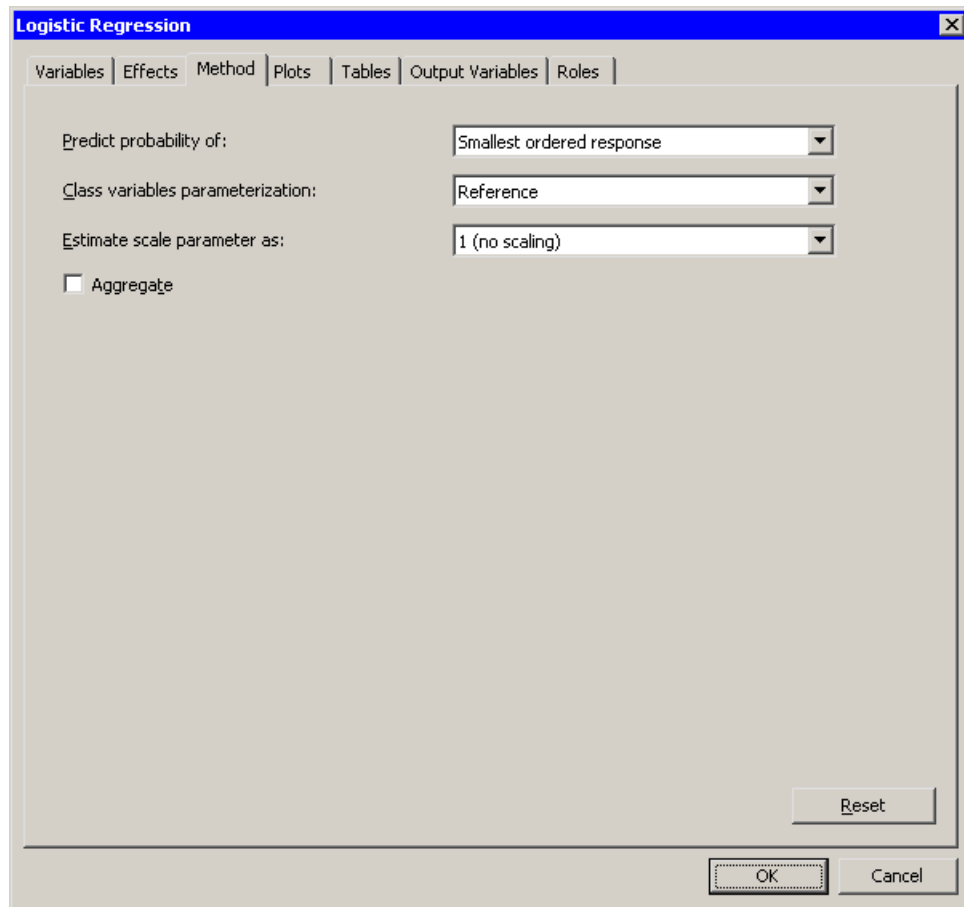 Logistic Regression
Variables Effects Method Plots Tables Output Variables Roles
Predict probability of: Smallest ordered response
Class variables parameterization: Reference
Estimate scale parameter as: 1 (no scaling)
Aggregate
Reset
OK Cancel